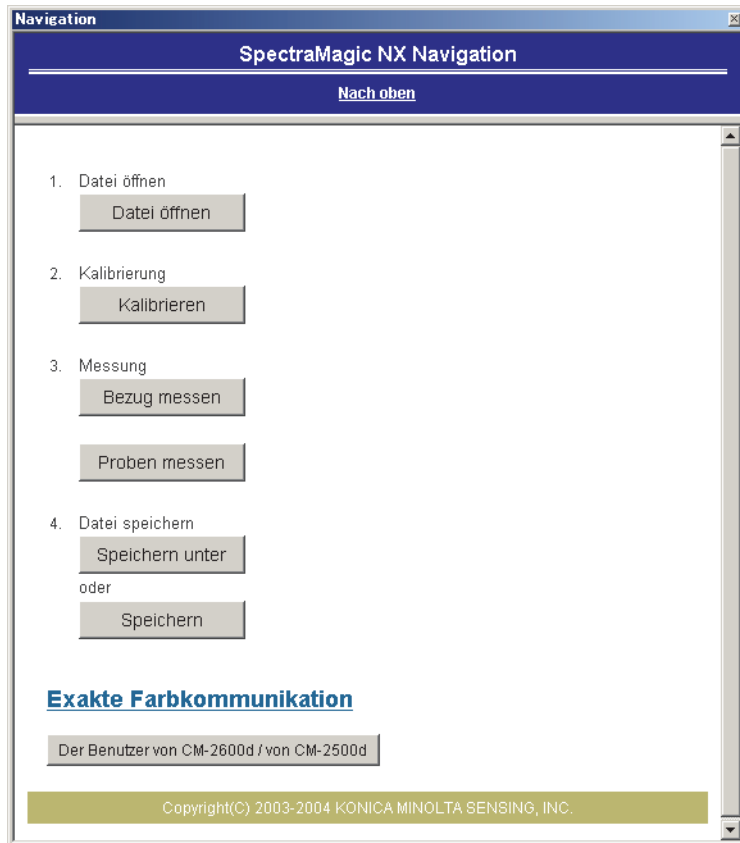 Navigation
SpectraMagic NX Navigation
Nach oben
1. Datei öffnen
Datei öffnen
2. Kalibrierung
Kalibrieren
3. Messung
Bezug messen
Proben messen
4. Datei speichern
Speichern unter
oder
Speichern
Exakte Farbkommunikation
Der Benutzer von CM-2600d / von CM-2500d
Copyright(C) 2003-2004 KONICA MINOLTA SENSING, INC.